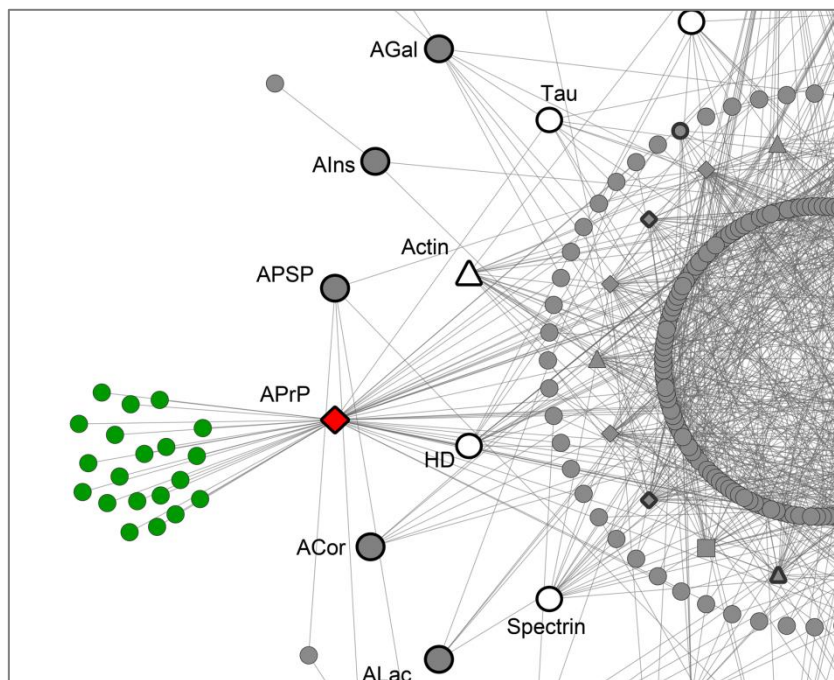 AGal
Tau
AIns
Actin
APSP
APrP
HD
ACor
Spectrin
ALac